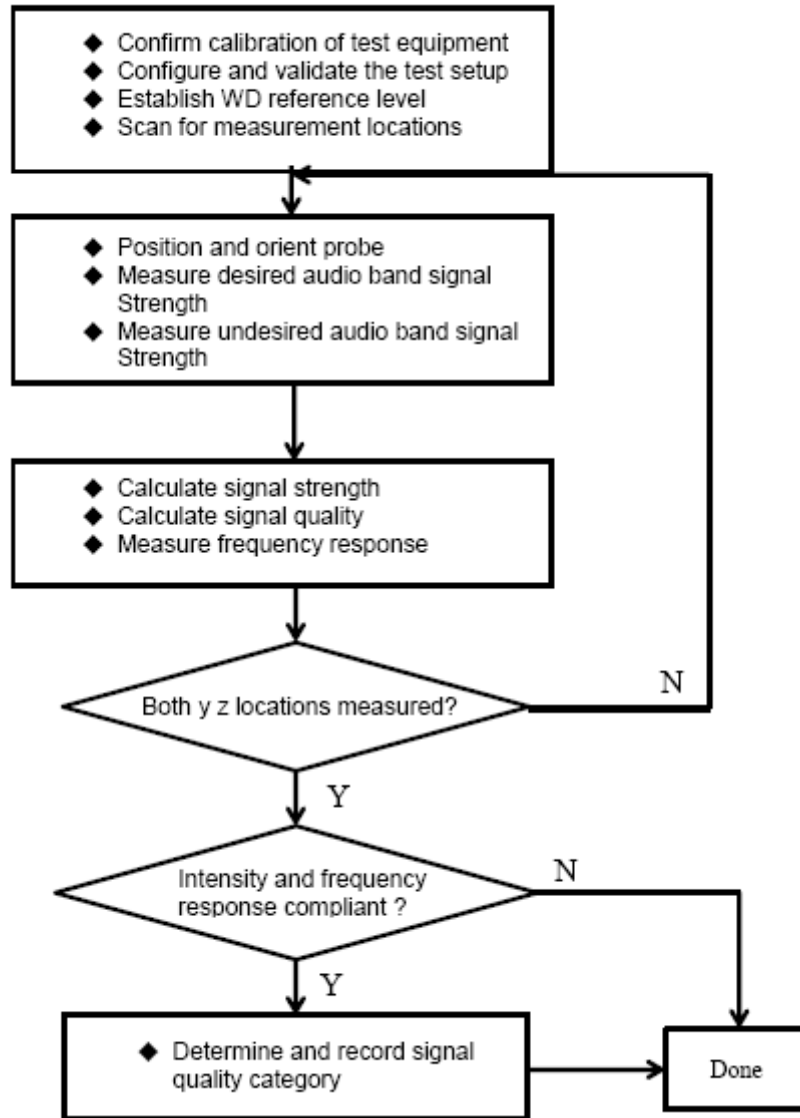 ◆ Confirm calibration of test equipment
◆ Configure and validate the test setup
◆ Establish WD reference level
◆ Scan for measurement locations
◆ Position and orient probe
◆ Measure desired audio band signal
Strength
◆ Measure undesired audio band signal
Strength
◆ Calculate signal strength
◆ Calculate signal quality
◆ Measure frequency response
Both y z locations measured?
N
Y
Intensity and frequency
response compliant ?
N
Y
◆ Determine and record signal
quality category
Done